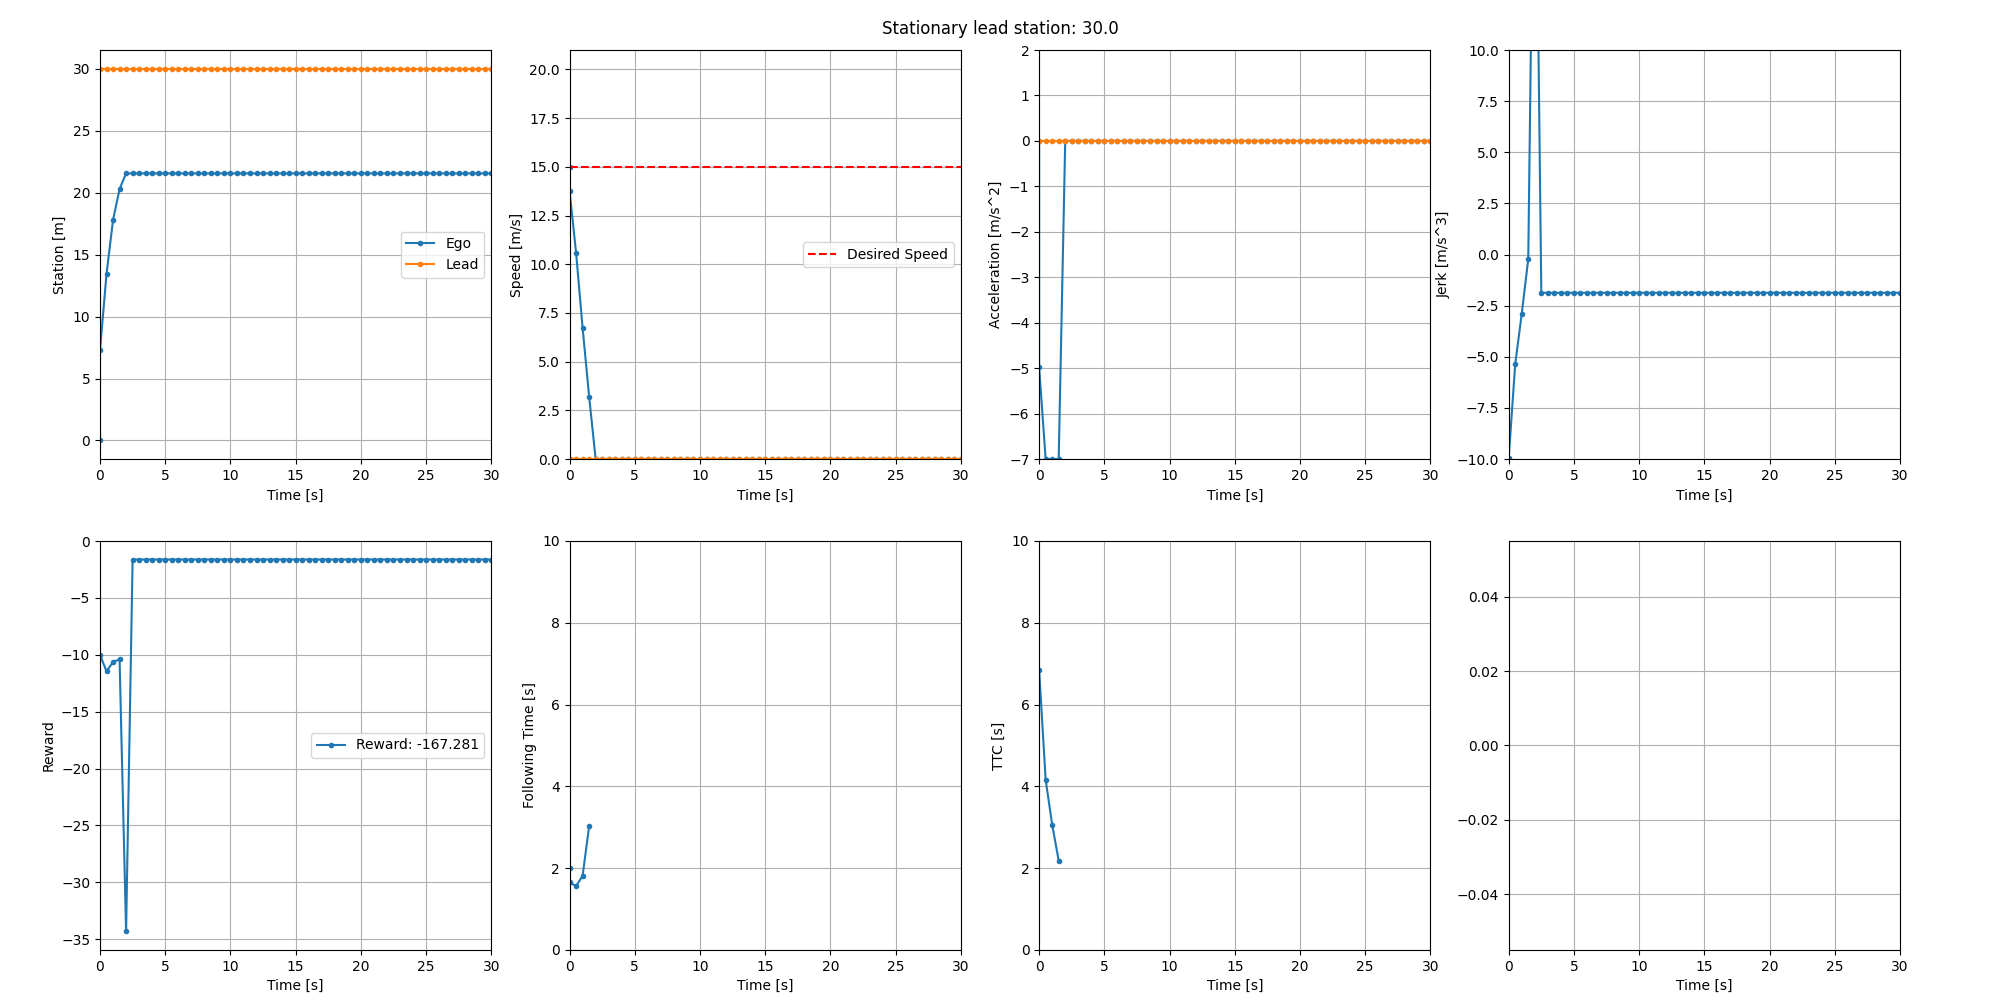 Stationary lead station: 30.0
Station [m]
30
25
20
15
10
5
0
Ego
Lead
0 5 10 15 20 25 30
Time [s]
Speed [m/s]
20.0
17.5
15.0
12.5
10.0
7.5
5.0
2.5
0.0
Desired Speed
0 5 10 15 20 25 30
Time [s]
Acceleration [m/s^2]
2
1
0
−1
−2
−3
−4
−5
−6
−7
0 5 10 15 20 25 30
Time [s]
Jerk [m/s^3]
10.0
7.5
5.0
2.5
0.0
−2.5
−5.0
−7.5
−10.0
0 5 10 15 20 25 30
Time [s]
Reward
0
−5
−10
−15
−20
−25
−30
−35
Reward: -167.281
0 5 10 15 20 25 30
Time [s]
Following Time [s]
10
8
6
4
2
0
0 5 10 15 20 25 30
Time [s]
TTC [s]
10
8
6
4
2
0
0 5 10 15 20 25 30
Time [s]
0.04
0.02
0.00
−0.02
−0.04
0 5 10 15 20 25 30
Time [s]